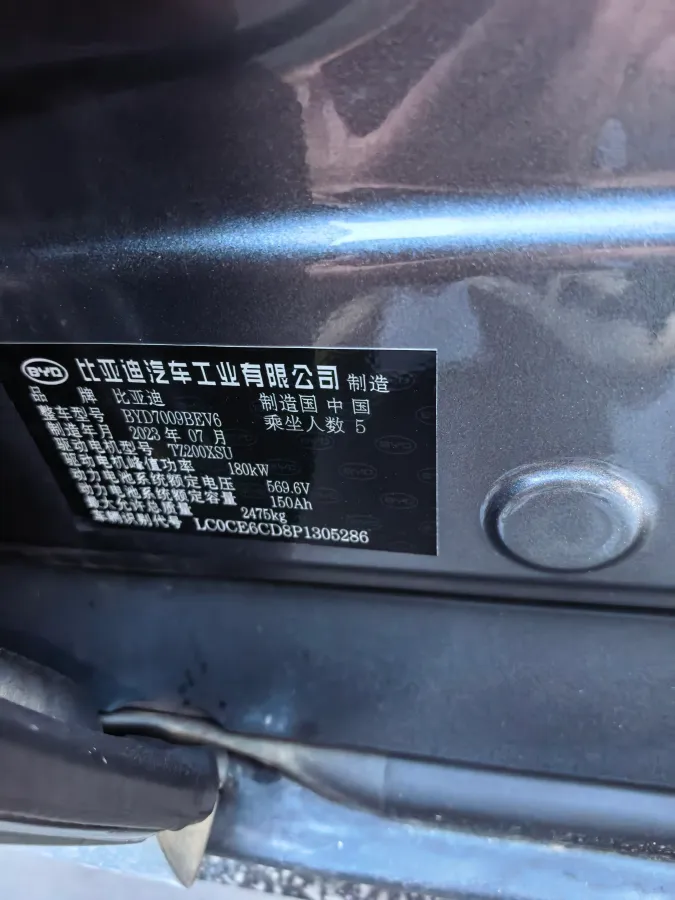 BYD 比亚迪汽车工业有限公司 制造
品 牌 比亚迪 制造国 中国
整车型号 BYD7009BEV6 乘坐人数 5
制造年月 2023 年 07 月
驱动电机型号 TZ200XSU
驱动电机峰值功率 180kW
动力电池系统额定电压 569.6V
动力电池系统额定容量 150Ah
最大允许总质量 2475kg
车辆识别代号 LC0CE6CD8P1305286